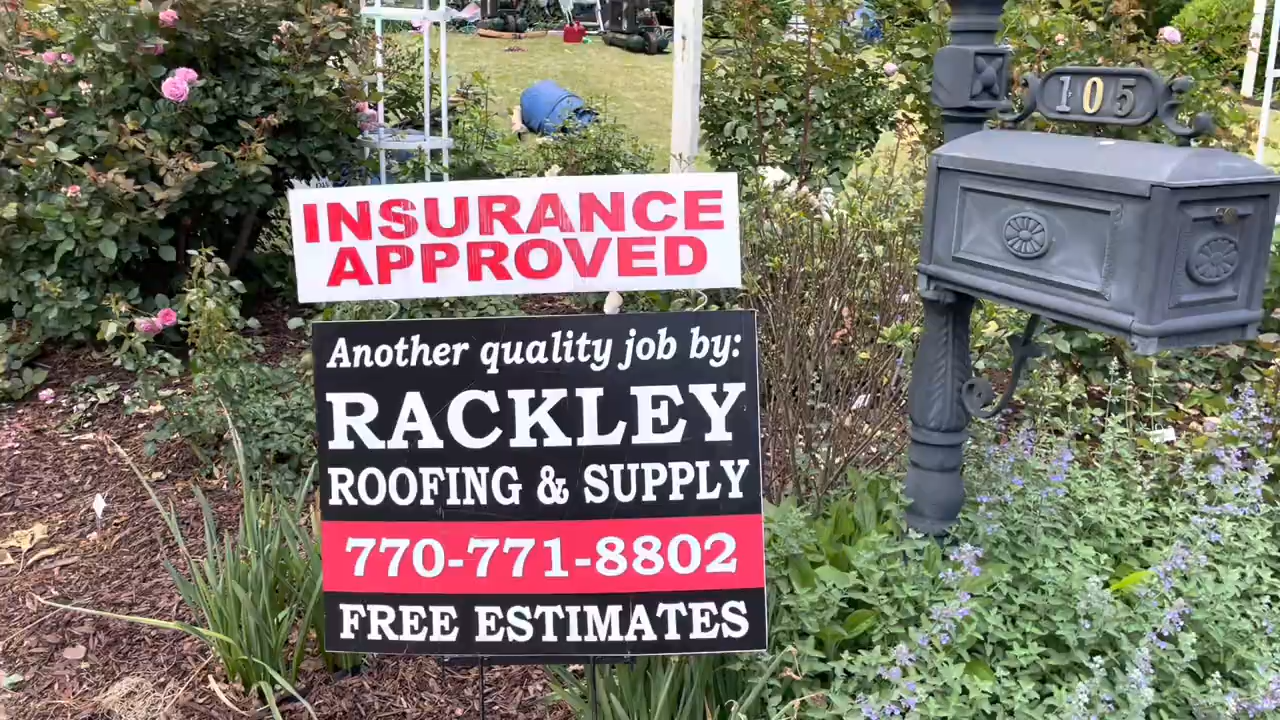 105
INSURANCE
APPROVED
Another quality job by:
RACKLEY
ROOFING & SUPPLY
770-771-8802
FREE ESTIMATES